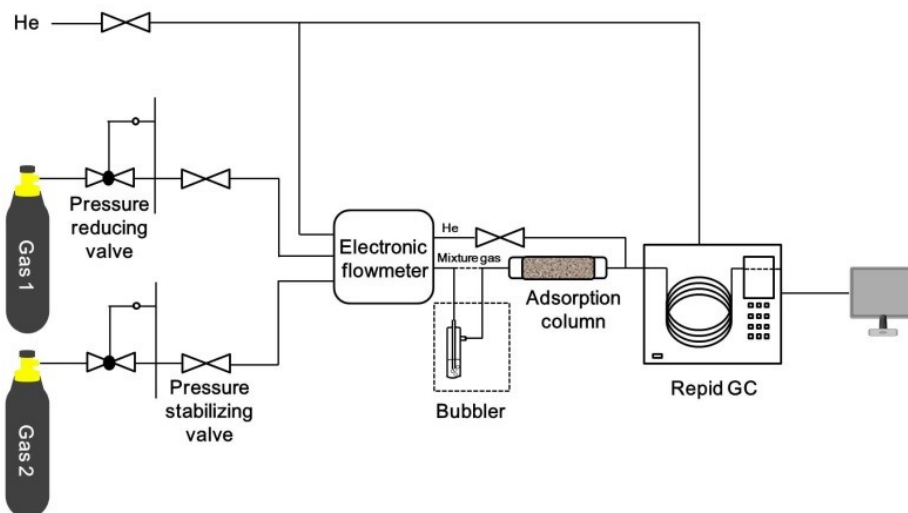 He
Gas 1
Pressure
reducing
valve
Electronic
flowmeter
He
Mixture gas
Adsorption
column
Repid GC
Bubbler
Gas 2
Pressure
stabilizing
valve